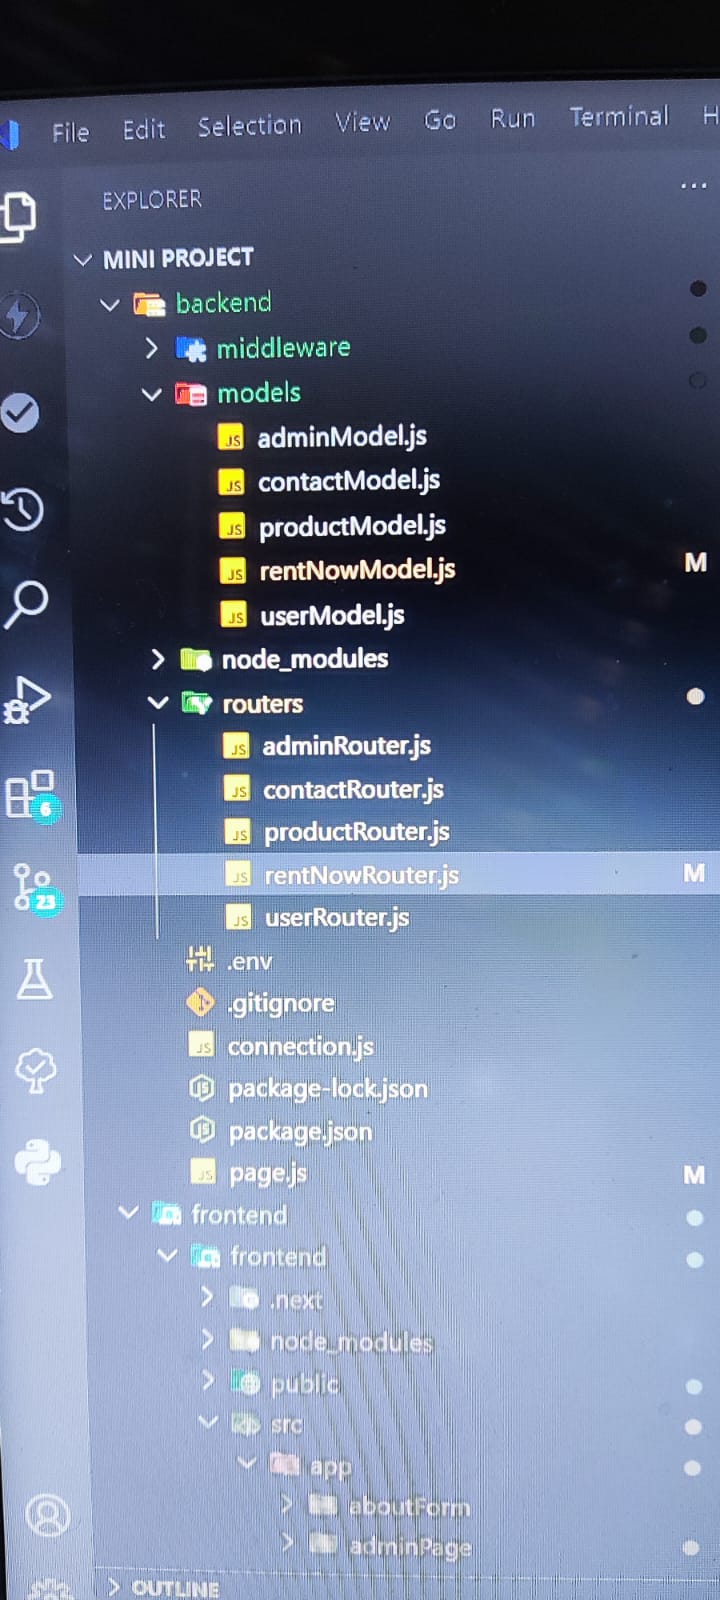 File Edit Selection View Go Run Terminal H
EXPLORER ...
MINI PROJECT
backend
middleware
models
JS adminModel.js
JS contactModel.js
JS productModel.js
JS rentNowModel.js M
JS userModel.js
node_modules
routers
JS adminRouter.js
JS contactRouter.js
JS productRouter.js
JS rentNowRouter.js M
JS userRouter.js
.env
.gitignore
JS connection.js
package-lock.json
package.json
JS page.js M
frontend
frontend
.next
node_modules
public
src
app
aboutForm
adminPage
OUTLINE
6
23